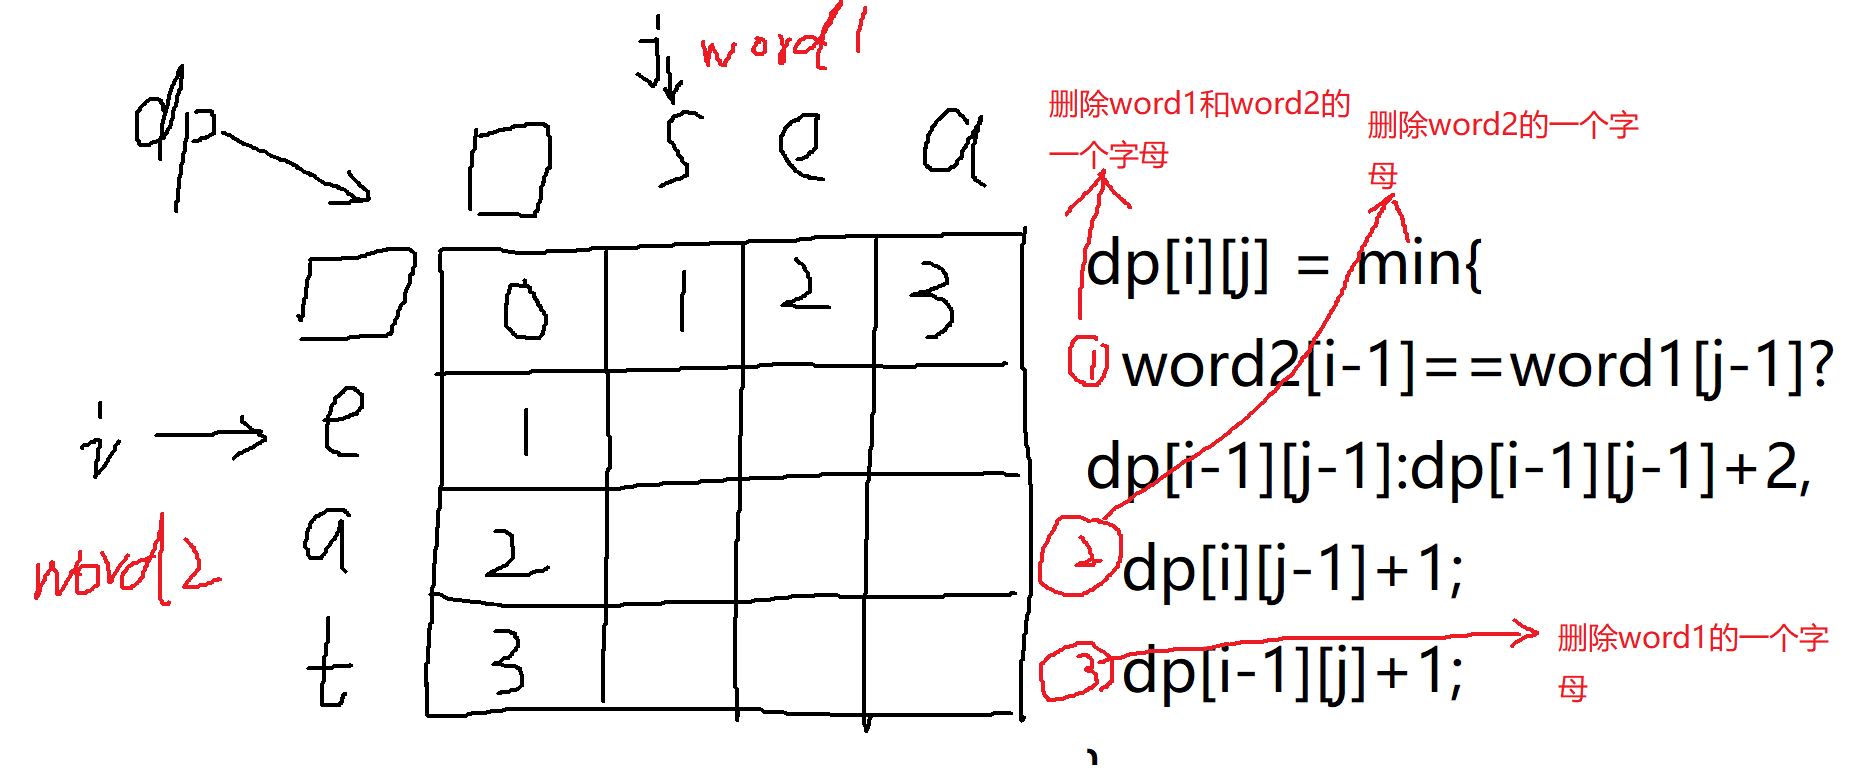 j word1
dp
s e a
删除word1和word2的
一个字母
删除word2的一个字
母
0 1 2 3
dp[i][j] = min{
① word2[i-1]==word1[j-1]?
i e 1
dp[i-1][j-1]:dp[i-1][j-1]+2,
a 2
word2
② dp[i][j-1]+1;
t 3
③ dp[i-1][j]+1;
删除word1的一个字
母
}